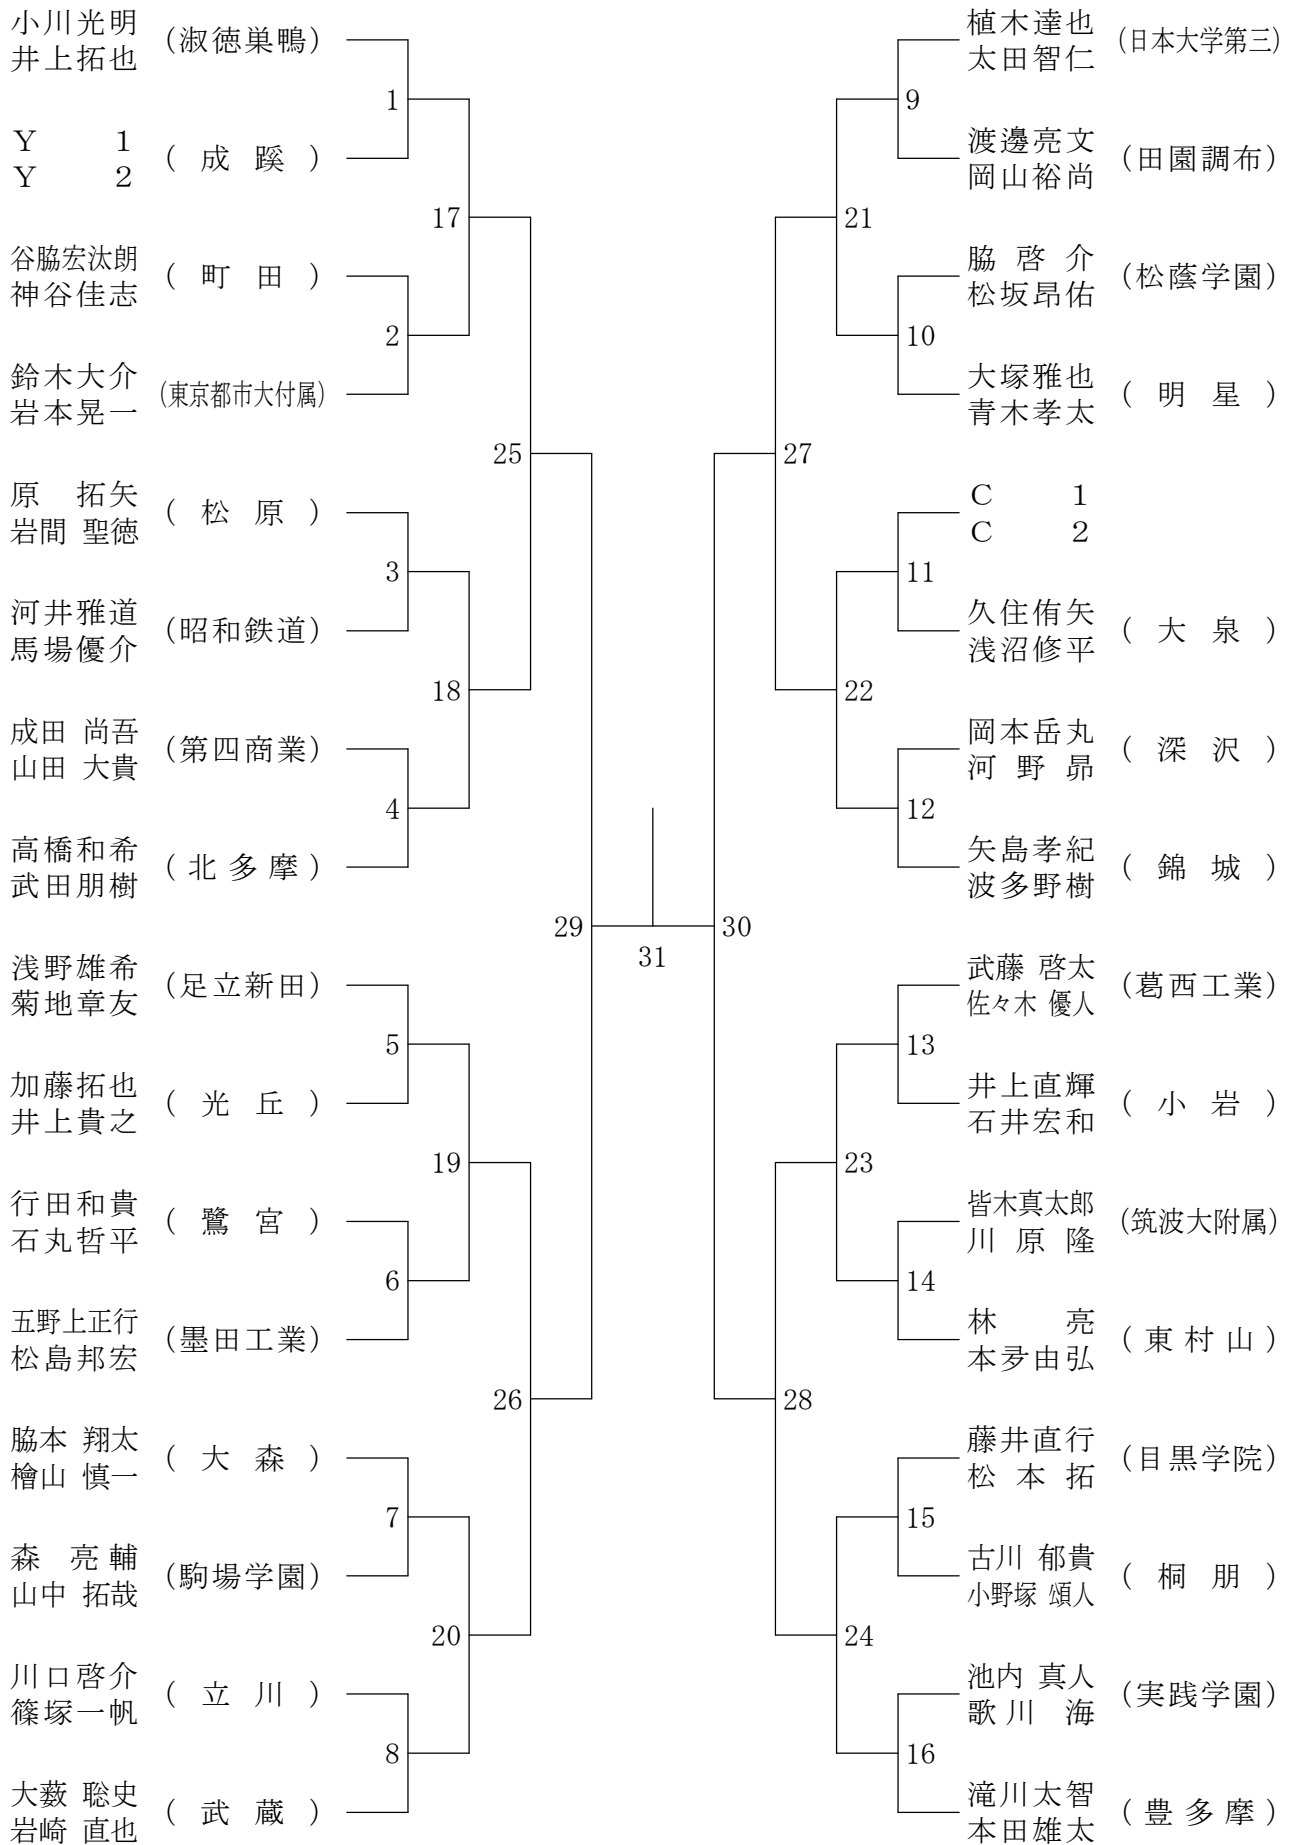 小川光明
井上拓也
(淑徳巣鴨)
1
Y 1
Y 2
(成蹊)
17
谷脇宏汰朗
神谷佳志
(町田)
2
鈴木大介
岩本晃一
(東京都市大付属)
25
原 拓矢
岩間 聖徳
(松原)
3
河井雅道
馬場優介
(昭和鉄道)
18
成田 尚吾
山田 大貴
(第四商業)
4
高橋和希
武田朋樹
(北多摩)
29
浅野雄希
菊地章友
(足立新田)
5
加藤拓也
井上貴之
(光丘)
19
行田和貴
石丸哲平
(鷺宮)
6
五野上正行
松島邦宏
(墨田工業)
26
脇本 翔太
檜山 慎一
(大森)
7
森 亮輔
山中 拓哉
(駒場学園)
20
川口啓介
篠塚一帆
(立川)
8
大薮 聡史
岩崎 直也
(武蔵)
31
植木達也
太田智仁
(日本大学第三)
9
渡邊亮文
岡山裕尚
(田園調布)
21
脇啓介
松坂昂佑
(松蔭学園)
10
大塚雅也
青木孝太
(明星)
27
C 1
C 2
11
久住侑矢
浅沼修平
(大泉)
22
岡本岳丸
河野昴
(深沢)
12
矢島孝紀
波多野樹
(錦城)
30
武藤 啓太
佐々木 優人
(葛西工業)
13
井上直輝
石井宏和
(小岩)
23
皆木真太郎
川原隆
(筑波大附属)
14
林亮
本多由弘
(東村山)
28
藤井直行
松本拓
(目黒学院)
15
古川 郁貴
小野塚 頌人
(桐朋)
24
池内 真人
歌川 海
(実践学園)
16
滝川太智
本田雄太
(豊多摩)